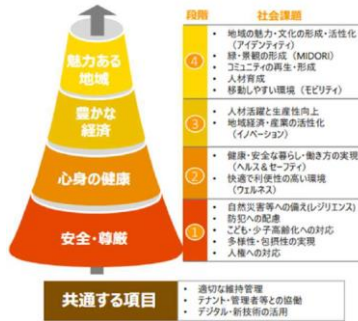 段階 社会課題
魅力ある
地域
④
• 地域の魅力・文化の形成・活性化
(アイデンティティ)
• 緑・景観の形成(MIDORI)
• コミュニティの再生・形成
• 人材育成
• 移動しやすい環境(モビリティ)
豊かな
経済
③
• 人材活躍と生産性向上
• 地域経済・産業の活性化
(イノベーション)
心身の健康
②
• 健康・安全な暮らし・働き方の実現
(ヘルス&セーフティ)
• 快適で利便性の高い環境
(ウェルネス)
安全・尊厳
①
• 自然災害等への備え(レジリエンス)
• 防犯への配慮
• こども・少子高齢化への対応
• 多様性・包摂性の実現
• 人権への対応
共通する項目
• 適切な維持管理
• テナント・管理者等との協働
• デジタル・新技術の活用